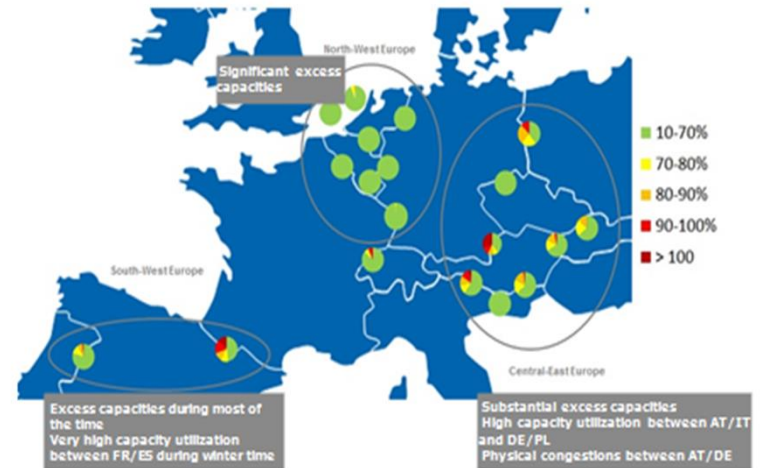 North-West Europe
Significant excess
capacities
10-70%
70-80%
80-90%
90-100%
> 100
South-West Europe
Central-East Europe
Excess capacities during most of
the time
Very high capacity utilization
between FR/ES during winter time
Substantial excess capacities
High capacity utilization between AT/IT
and DE/PL
Physical congestions between AT/DE